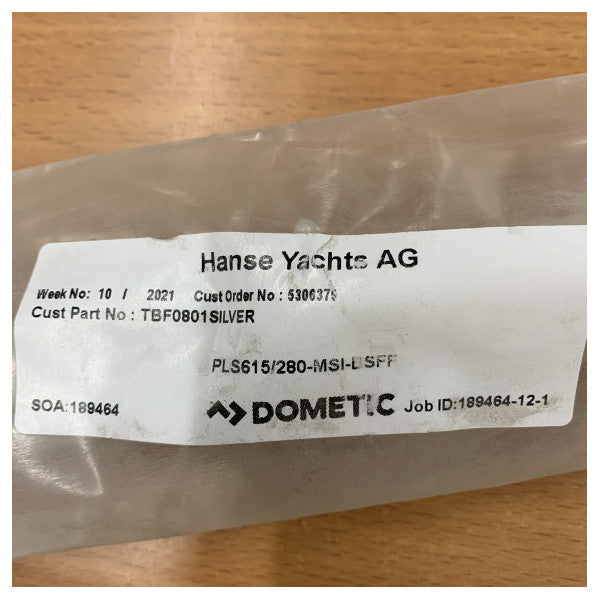 Hanse Yachts AG
Week No: 10 / 2021 Cust Order No : 5306379
Cust Part No : TBF0801SILVER
PLS615/280-MSI-BSFF
SOA:189464 DOMETIC Job ID:189464-12-1